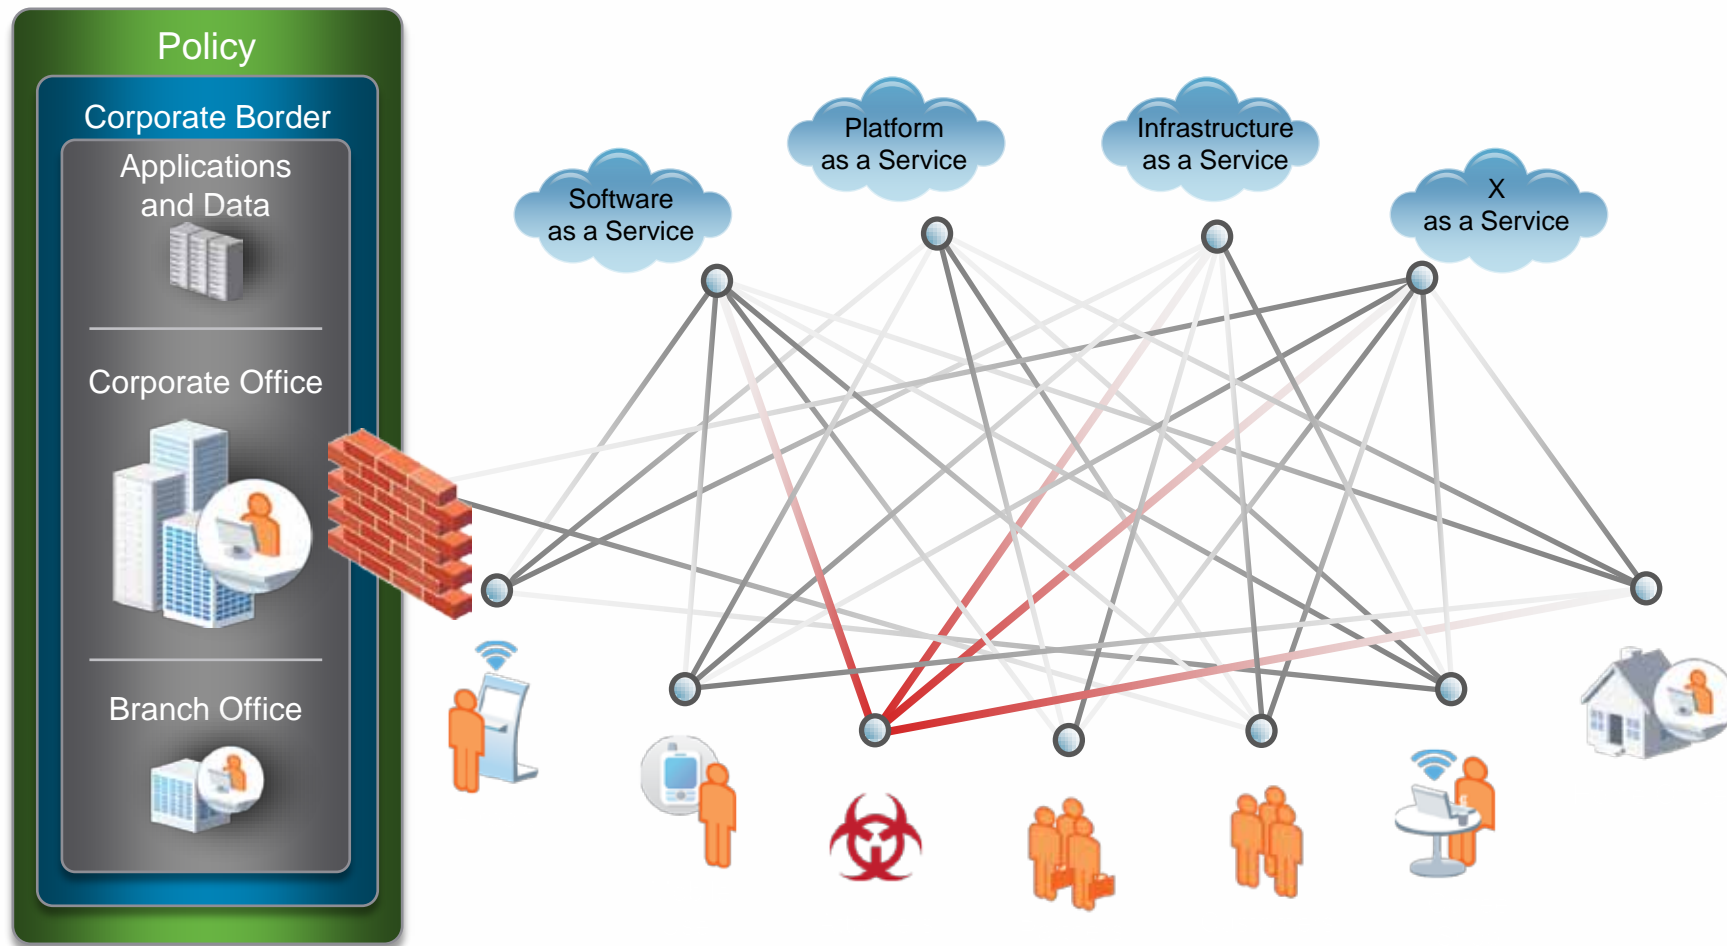 Policy
Corporate Border
Applications
and Data
Corporate Office
Branch Office
Software
as a Service
Platform
as a Service
Infrastructure
as a Service
X
as a Service